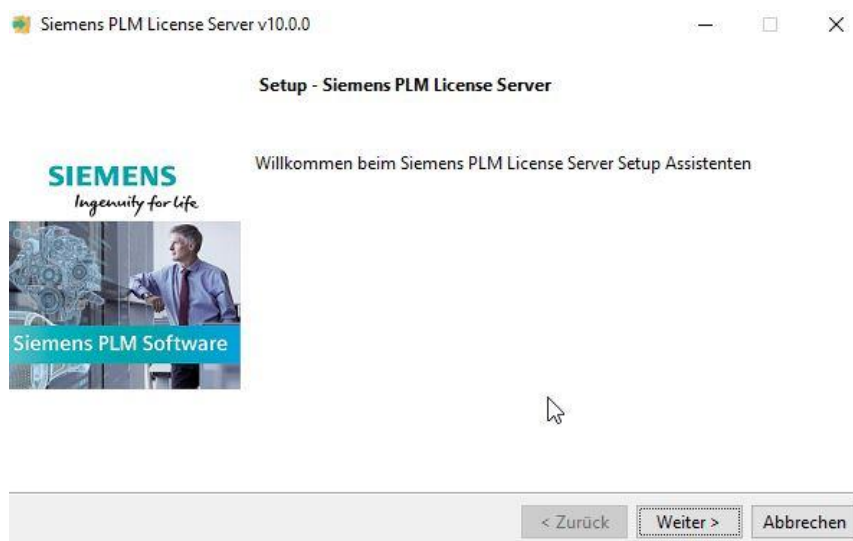 Siemens PLM License Server v10.0.0
Setup - Siemens PLM License Server
Willkommen beim Siemens PLM License Server Setup Assistenten
SIEMENS
Ingenuity for life
Siemens PLM Software
< Zurück
Weiter >
Abbrechen